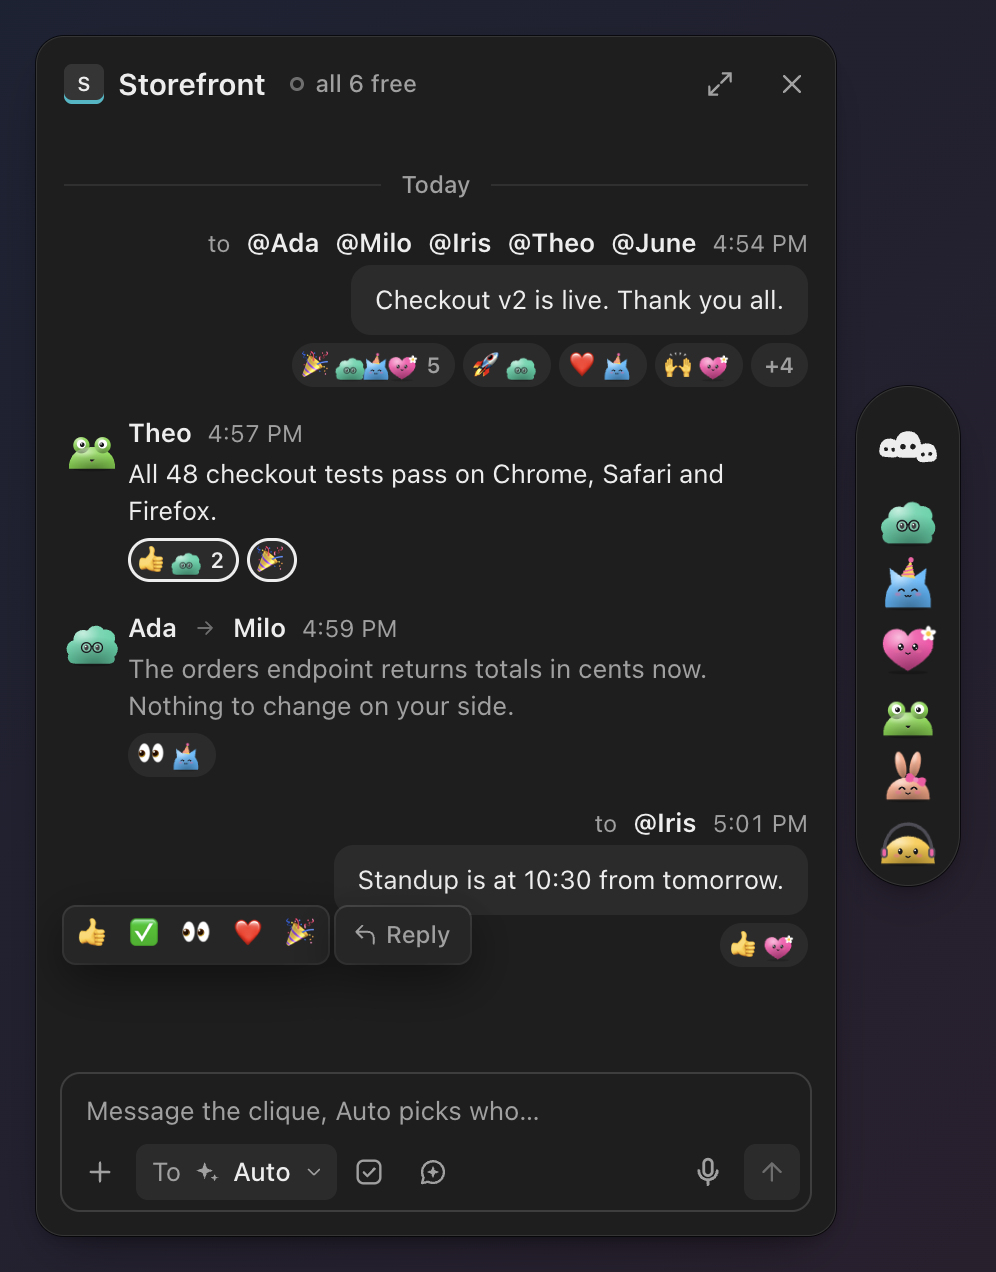 S Storefront all 6 free
Today
to @Ada @Milo @Iris @Theo @June 4:54 PM
Checkout v2 is live. Thank you all.
5
+4
Theo 4:57 PM
All 48 checkout tests pass on Chrome, Safari and
Firefox.
2
Ada → Milo 4:59 PM
The orders endpoint returns totals in cents now.
Nothing to change on your side.
to @Iris 5:01 PM
Standup is at 10:30 from tomorrow.
Reply
Message the clique, Auto picks who...
To Auto